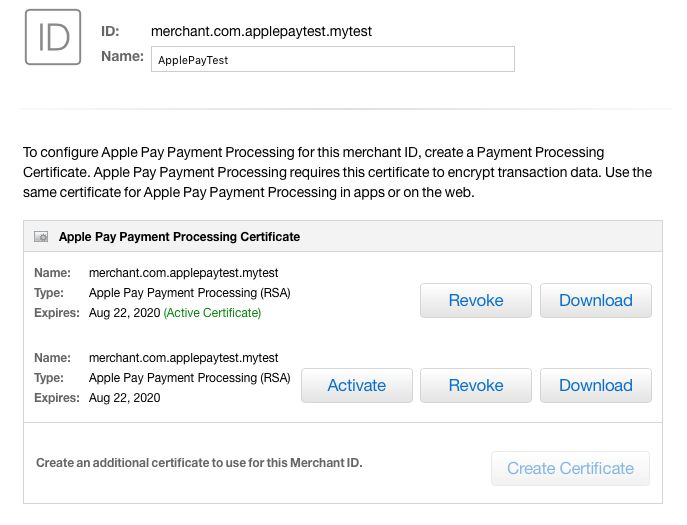 ID
ID: merchant.com.applepaytest.mytest
Name: ApplePayTest
To configure Apple Pay Payment Processing for this merchant ID, create a Payment Processing
Certificate. Apple Pay Payment Processing requires this certificate to encrypt transaction data. Use the
same certificate for Apple Pay Payment Processing in apps or on the web.
Apple Pay Payment Processing Certificate
Name: merchant.com.applepaytest.mytest
Type: Apple Pay Payment Processing (RSA)
Expires: Aug 22, 2020 (Active Certificate)
Revoke Download
Name: merchant.com.applepaytest.mytest
Type: Apple Pay Payment Processing (RSA)
Expires: Aug 22, 2020
Activate Revoke Download
Create an additional certificate to use for this Merchant ID.
Create Certificate